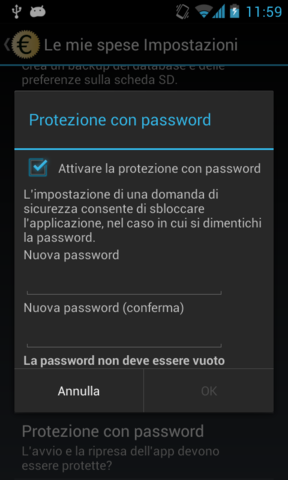 11:59
Le mie spese Impostazioni
Crea un backup del database e delle
preferenze sulla scheda SD.
Protezione con password
Attivare la protezione con password
L'impostazione di una domanda di
sicurezza consente di sbloccare
l'applicazione, nel caso in cui si dimentichi
la password.
Nuova password
Nuova password (conferma)
La password non deve essere vuoto
Annulla
OK
Protezione con password
L'avvio e la ripresa dell'app devono
essere protette?